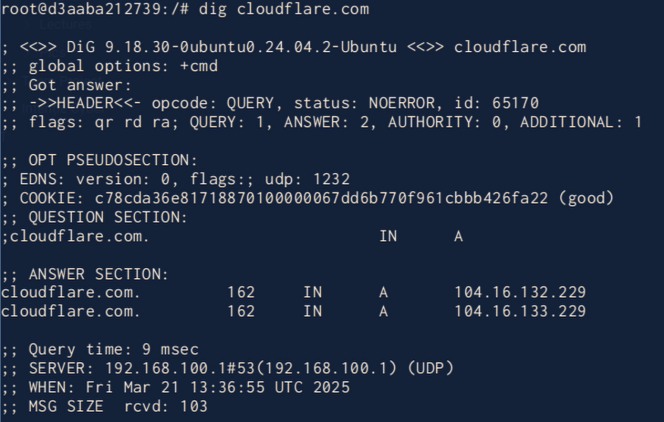 root@d3aaba212739:/# dig cloudflare.com
; <<>> DiG 9.18.30-0ubuntu0.24.04.2-Ubuntu <<>> cloudflare.com
;; global options: +cmd
;; Got answer:
;; ->>HEADER<<- opcode: QUERY, status: NOERROR, id: 65170
;; flags: qr rd ra; QUERY: 1, ANSWER: 2, AUTHORITY: 0, ADDITIONAL: 1
;; OPT PSEUDOSECTION:
; EDNS: version: 0, flags:; udp: 1232
; COOKIE: c78cda36e81718870100000067dd6b770f961cbbb426fa22 (good)
;; QUESTION SECTION:
;cloudflare.com. IN A
;; ANSWER SECTION:
cloudflare.com. 162 IN A 104.16.132.229
cloudflare.com. 162 IN A 104.16.133.229
;; Query time: 9 msec
;; SERVER: 192.168.100.1#53(192.168.100.1) (UDP)
;; WHEN: Fri Mar 21 13:36:55 UTC 2025
;; MSG SIZE rcvd: 103